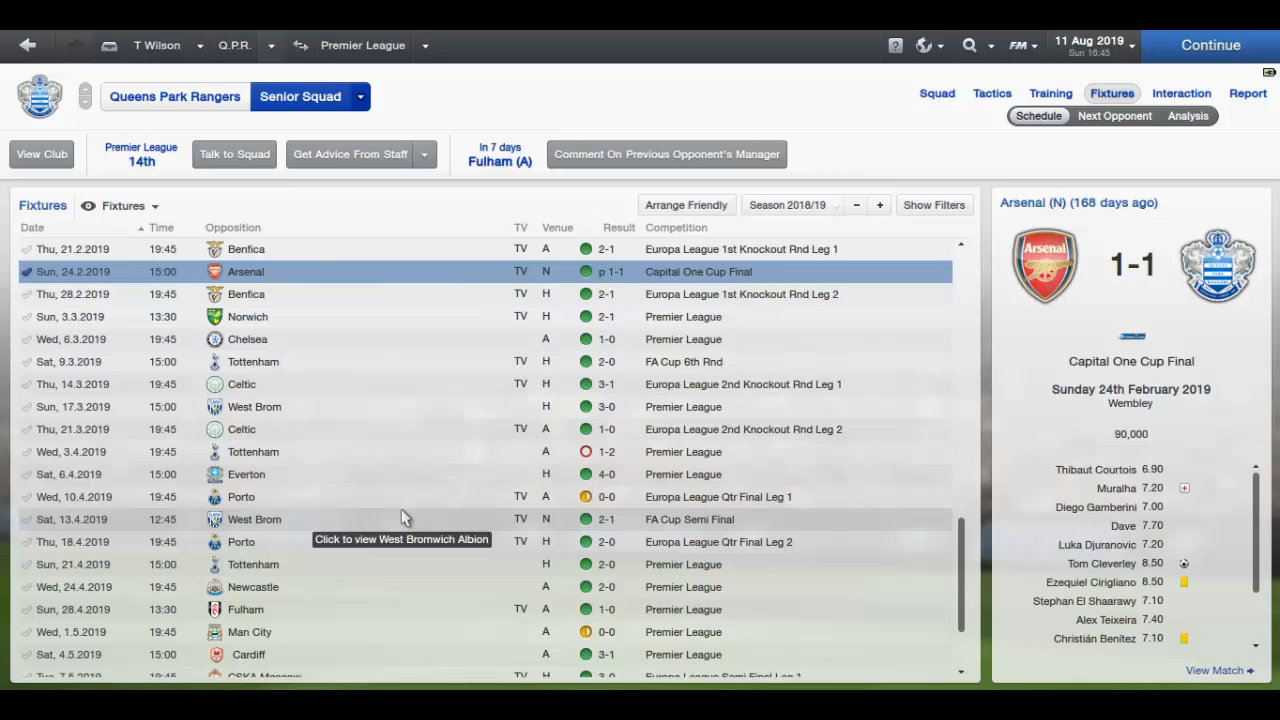 T Wilson Q.P.R. Premier League FM 11 Aug 2019 Sun 16:45 Continue
Queens Park Rangers Senior Squad Squad Tactics Training Fixtures Interaction Report
Schedule Next Opponent Analysis
View Club Premier League 14th Talk to Squad Get Advice From Staff In 7 days Fulham (A) Comment On Previous Opponent's Manager
Fixtures Fixtures Arrange Friendly Season 2018/19 - + Show Filters
Date Time Opposition TV Venue Result Competition
Thu, 21.2.2019 19:45 Benfica TV A 2-1 Europa League 1st Knockout Rnd Leg 1
Sun, 24.2.2019 15:00 Arsenal TV N p 1-1 Capital One Cup Final
Thu, 28.2.2019 19:45 Benfica TV H 2-1 Europa League 1st Knockout Rnd Leg 2
Sun, 3.3.2019 13:30 Norwich TV H 2-1 Premier League
Wed, 6.3.2019 19:45 Chelsea A 1-0 Premier League
Sat, 9.3.2019 15:00 Tottenham TV H 2-0 FA Cup 6th Rnd
Thu, 14.3.2019 19:45 Celtic TV H 3-1 Europa League 2nd Knockout Rnd Leg 1
Sun, 17.3.2019 15:00 West Brom H 3-0 Premier League
Thu, 21.3.2019 19:45 Celtic TV A 1-0 Europa League 2nd Knockout Rnd Leg 2
Wed, 3.4.2019 19:45 Tottenham A 1-2 Premier League
Sat, 6.4.2019 15:00 Everton H 4-0 Premier League
Wed, 10.4.2019 19:45 Porto TV A 0-0 Europa League Qtr Final Leg 1
Sat, 13.4.2019 12:45 West Brom TV N 2-1 FA Cup Semi Final
Click to view West Bromwich Albion
Thu, 18.4.2019 19:45 Porto TV H 2-0 Europa League Qtr Final Leg 2
Sun, 21.4.2019 15:00 Tottenham H 2-0 Premier League
Wed, 24.4.2019 19:45 Newcastle A 2-0 Premier League
Sun, 28.4.2019 13:30 Fulham TV A 1-0 Premier League
Wed, 1.5.2019 19:45 Man City A 0-0 Premier League
Sat, 4.5.2019 15:00 Cardiff A 3-1 Premier League
Tue, 7.5.2019 19:45 CSKA Moscow TV H 3-0 Europa League Semi Final Leg 1
Arsenal (N) (168 days ago)
Arsenal
1-1
Capital One Cup Final
Sunday 24th February 2019
Wembley
90,000
Thibaut Courtois 6.90
Muralha 7.20
Diego Gamberini 7.00
Dave 7.70
Luka Djuranovic 7.20
Tom Cleverley 8.50
Ezequiel Cirigliano 8.50
Stephan El Shaarawy 7.10
Alex Teixeira 7.40
Christián Benítez 7.10
View Match